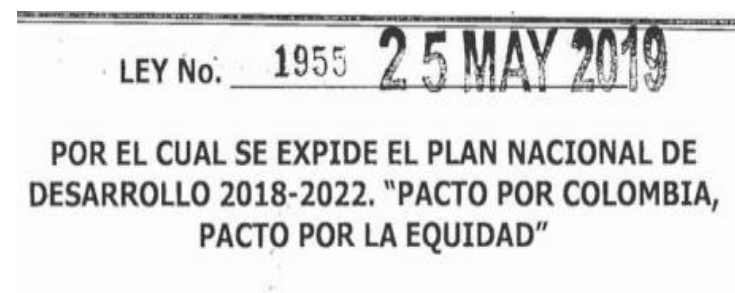 LEY No. 1955 25 MAY 2019
POR EL CUAL SE EXPIDE EL PLAN NACIONAL DE
DESARROLLO 2018-2022. “PACTO POR COLOMBIA,
PACTO POR LA EQUIDAD”